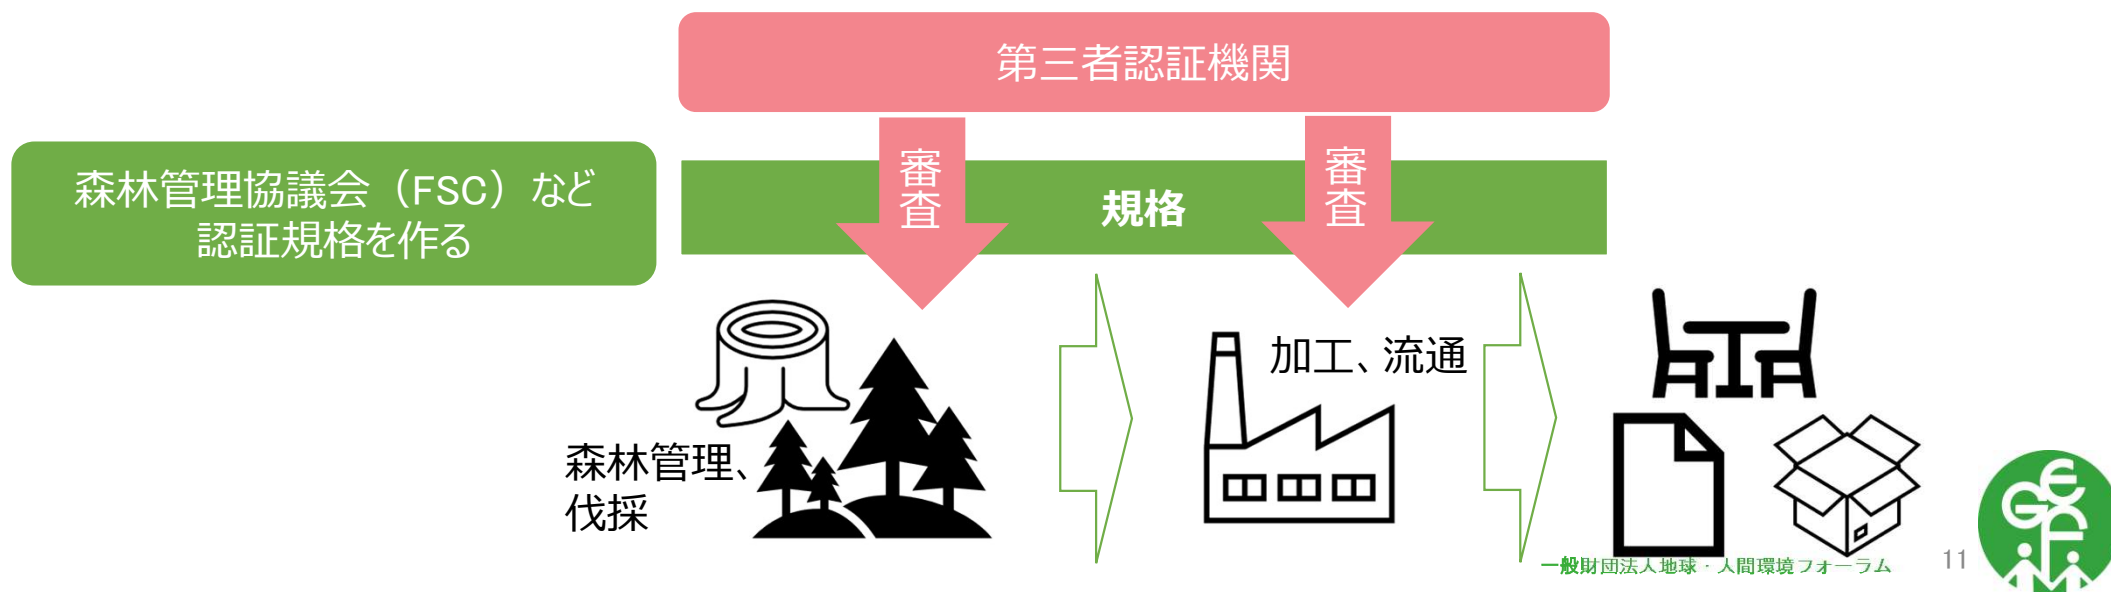 第三者認証機関
森林管理協議会（FSC）など
認証規格を作る
審査
規格
審査
加工、流通
森林管理、
伐採
一般財団法人地球・人間環境フォーラム
11
GEF